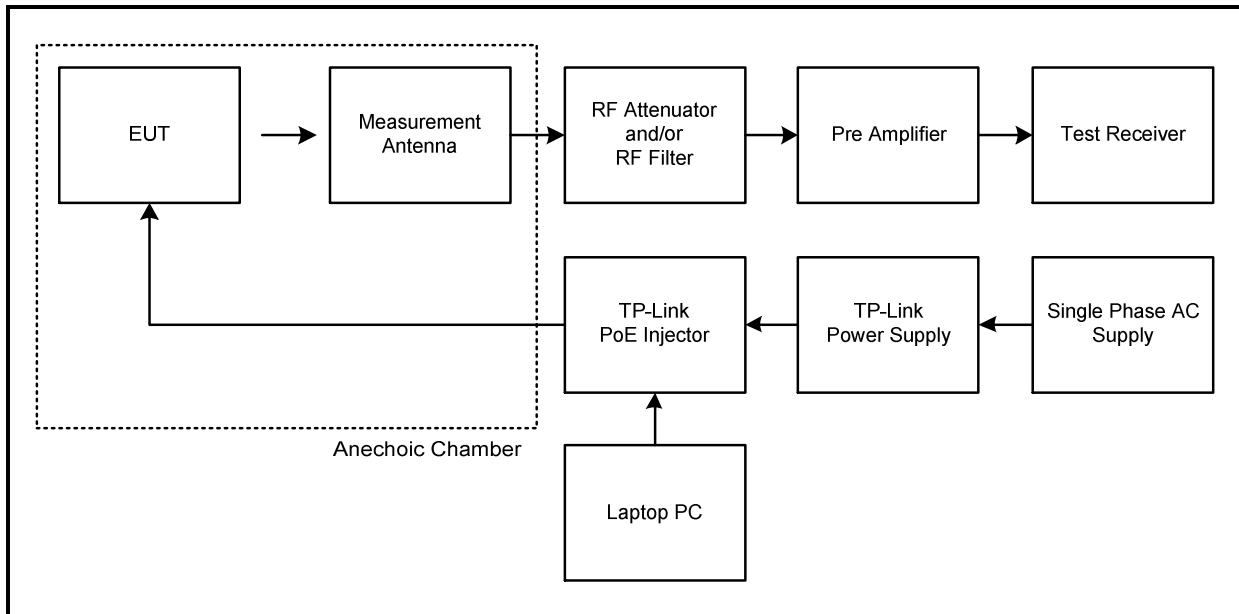 EUT
Measurement
Antenna
RF Attenuator
and/or
RF Filter
Pre Amplifier
Test Receiver
TP-Link
PoE Injector
TP-Link
Power Supply
Single Phase AC
Supply
Anechoic Chamber
Laptop PC